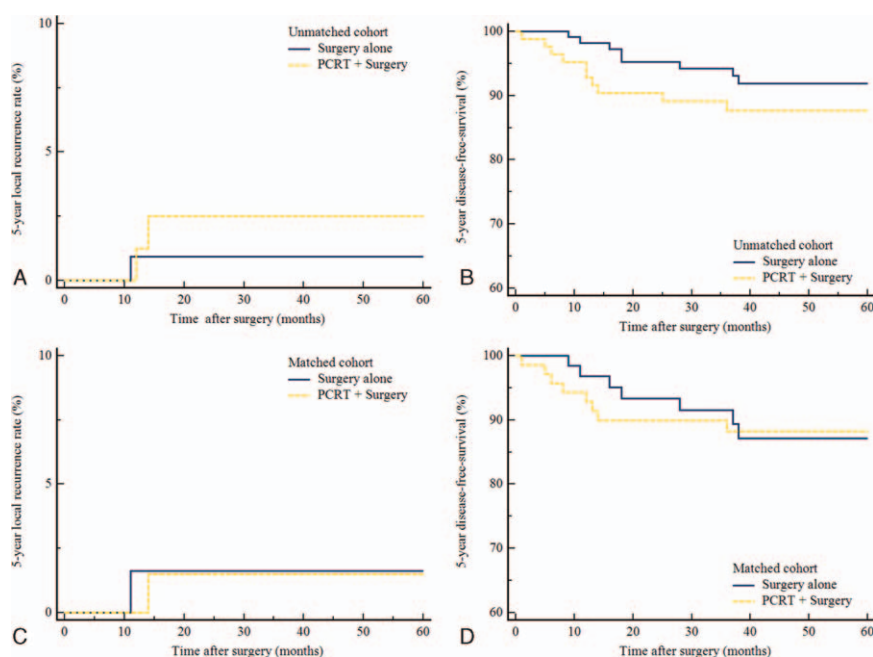 10
5
0
5-year local recurrence rate (%)
Unmatched cohort
Surgery alone
PCRT + Surgery
0 10 20 30 40 50 60
Time after surgery (months)
A
100
90
80
70
60
5-year disease-free-survival (%)
Unmatched cohort
Surgery alone
PCRT + Surgery
0 10 20 30 40 50 60
Time after surgery (months)
B
10
5
0
5-year local recurrence rate (%)
Matched cohort
Surgery alone
PCRT + Surgery
0 10 20 30 40 50 60
Time after surgery (months)
C
100
90
80
70
60
5-year disease-free-survival (%)
Matched cohort
Surgery alone
PCRT + Surgery
0 10 20 30 40 50 60
Time after surgery (months)
D